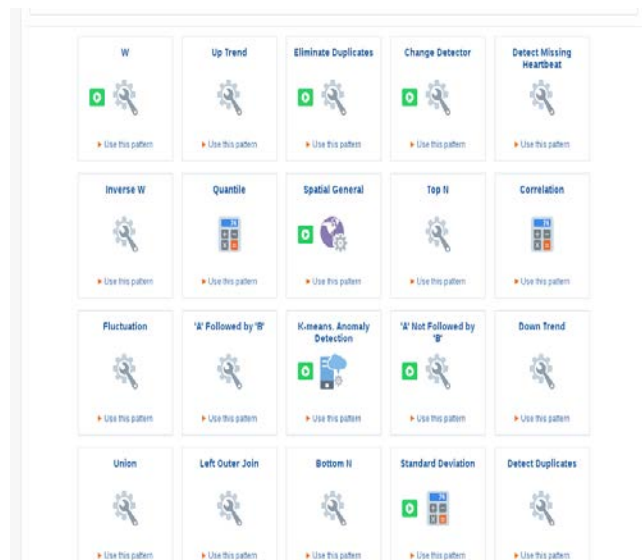 W
Up Trend
Eliminate Duplicates
Change Detector
Detect Missing
Heartbeat
Use this pattern
Use this pattern
Use this pattern
Use this pattern
Use this pattern
Inverse W
Quantile
Spatial General
Top N
Correlation
Use this pattern
Use this pattern
Use this pattern
Use this pattern
Use this pattern
Fluctuation
'A' Followed by 'B'
K-means. Anomaly
Detection
'A' Not Followed by
'B'
Down Trend
Use this pattern
Use this pattern
Use this pattern
Use this pattern
Use this pattern
Union
Left Outer Join
Bottom N
Standard Deviation
Detect Duplicates
Use this pattern
Use this pattern
Use this pattern
Use this pattern
Use this pattern